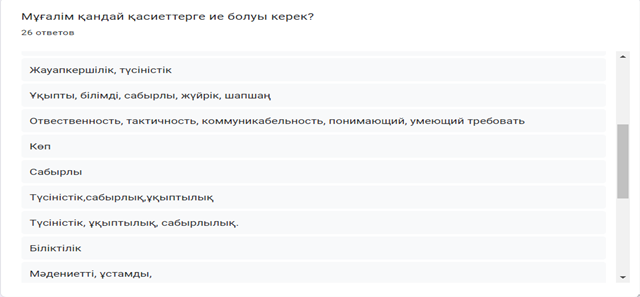 Мұғалім қандай қасиеттерге ие болуы керек?
26 ответов
Жауапкершілік, түсіністік
Ұқыпты, білімді, сабырлы, жүйрік, шапшаң
Отвественность, тактичность, коммуникабельность, понимающий, умеющий требовать
Көп
Сабырлы
Түсіністік,сабырлық,ұқыптылық
Түсіністік, ұқыптылық, сабырлылық.
Біліктілік
Мәдениетті, ұстамды,